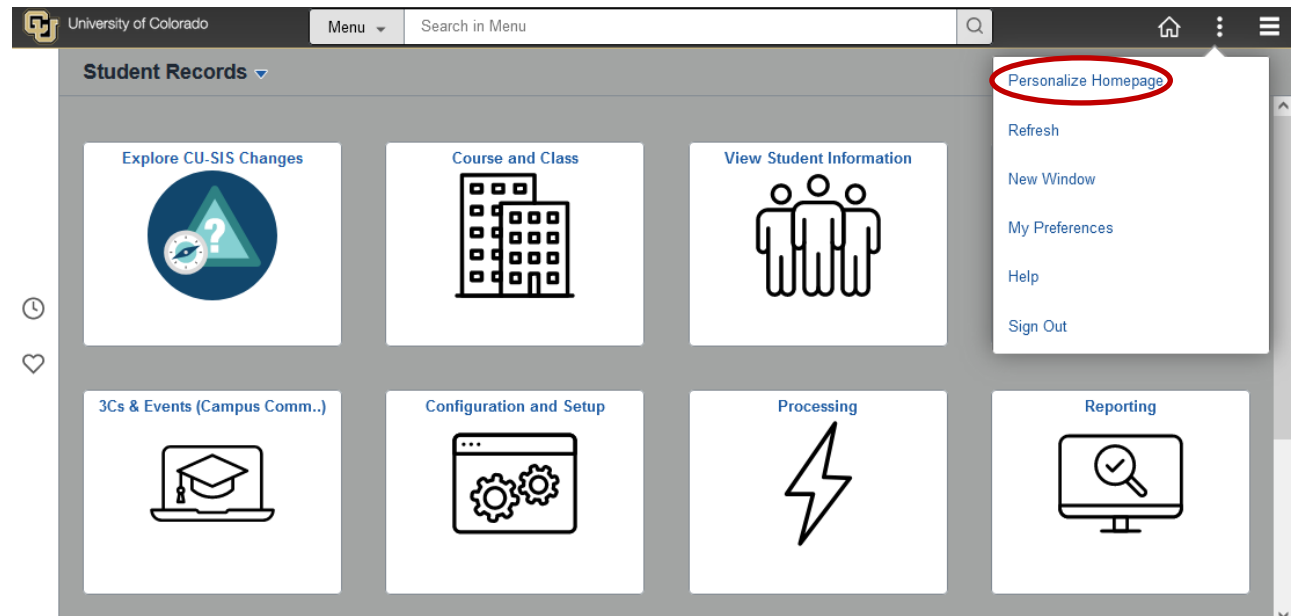 University of Colorado
Menu
Search in Menu
Student Records
Personalize Homepage
Refresh
New Window
My Preferences
Help
Sign Out
Explore CU-SIS Changes
?
Course and Class
View Student Information
3Cs & Events (Campus Comm..)
Configuration and Setup
Processing
Reporting